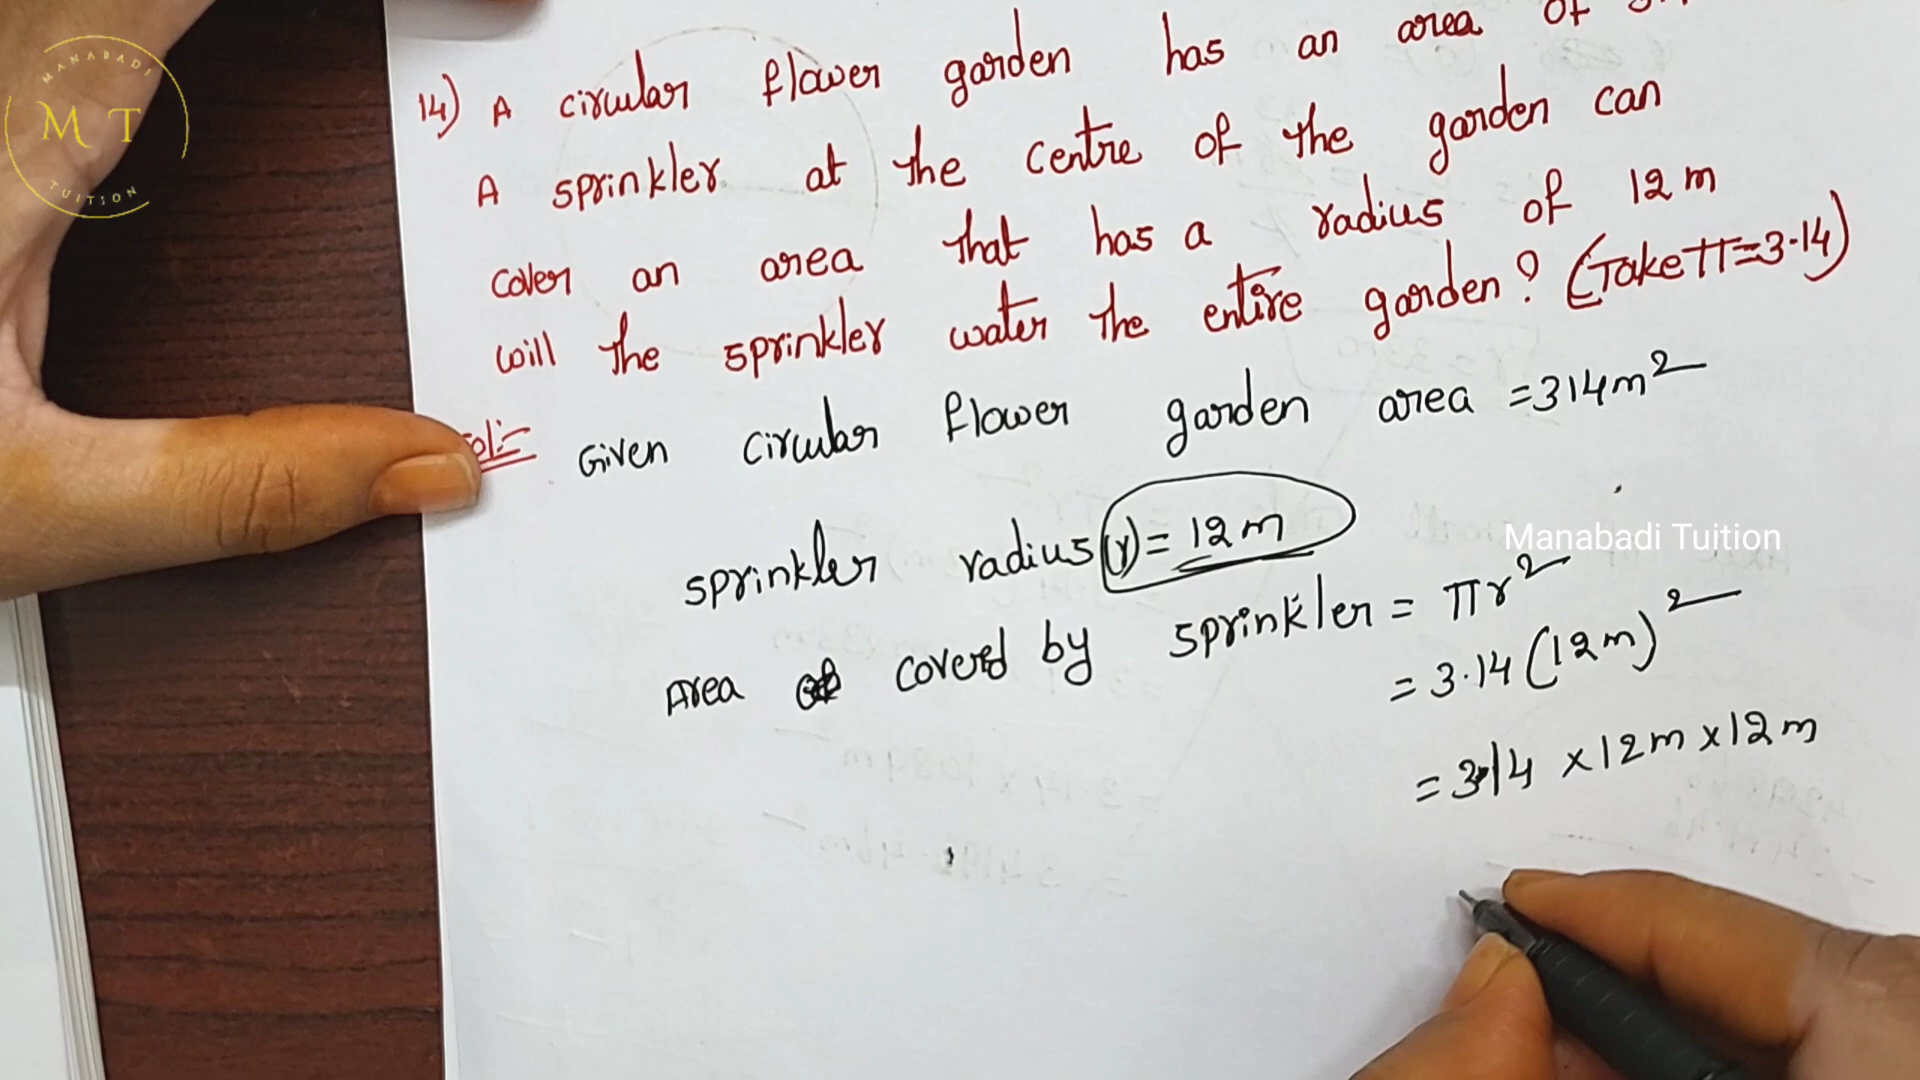 MANABADI
M T
TUITION
14) A circular flower garden has an area of
A sprinkler at the centre of the garden can
cover an area that has a radius of 12 m
will the sprinkler water the entire garden? (Take π=3.14)
Sol:-
Given circular flower garden area =314m²
sprinkler radius(r)= 12m
Manabadi Tuition
Area covered by sprinkler = πr²
= 3.14 (12m)²
= 3.14 ×12m×12m